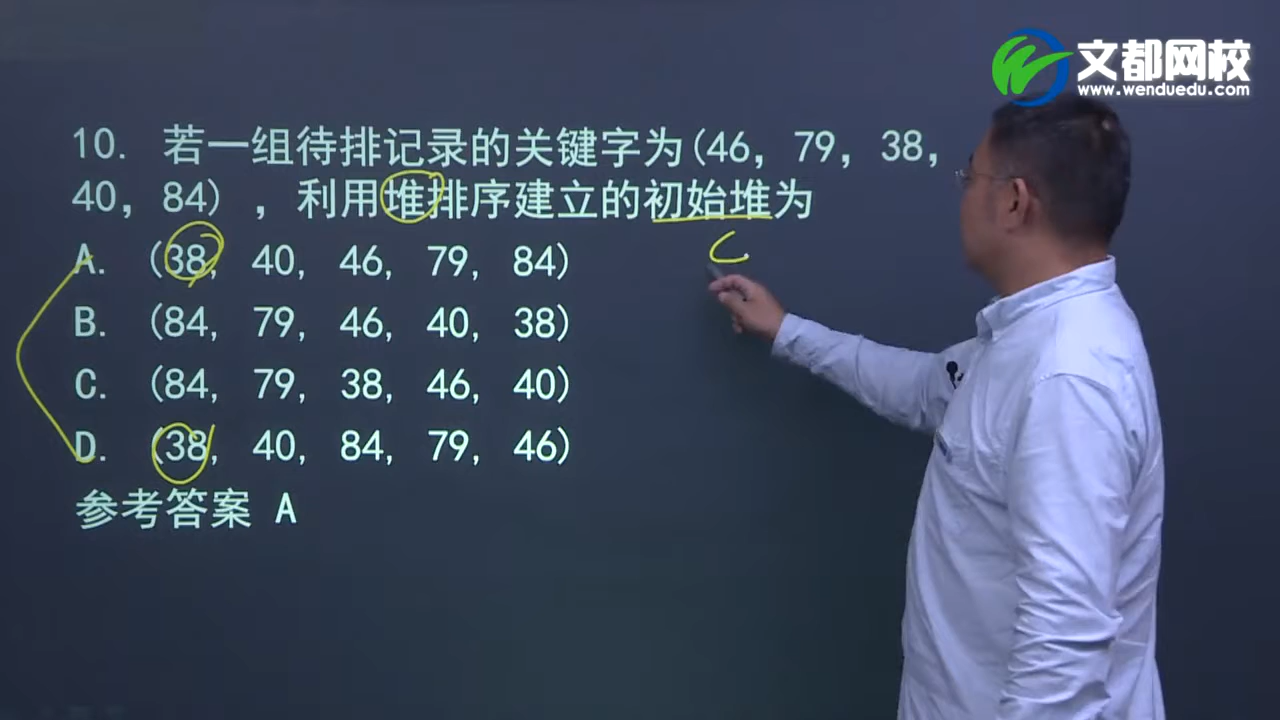 文都网校
www.wenduedu.com
10. 若一组待排记录的关键字为(46, 79, 38,
40, 84) , 利用堆排序建立的初始堆为
A. (38, 40, 46, 79, 84)
B. (84, 79, 46, 40, 38)
C. (84, 79, 38, 46, 40)
D. (38, 40, 84, 79, 46)
参考答案 A